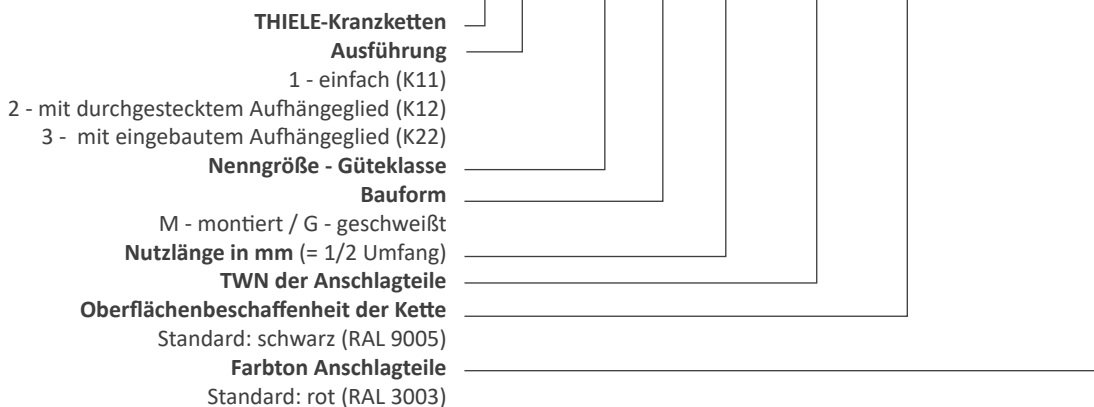 THIELE-Kranzketten
Ausführung
1 - einfach (K11)
2 - mit durchgestecktem Aufhängeglied (K12)
3 - mit eingebautem Aufhängeglied (K22)
Nenngröße - Güteklasse
Bauform
M - montiert / G - geschweißt
Nutzlänge in mm (= 1/2 Umfang)
TWN der Anschlagteile
Oberflächenbeschaffenheit der Kette
Standard: schwarz (RAL 9005)
Farbton Anschlagteile
Standard: rot (RAL 3003)